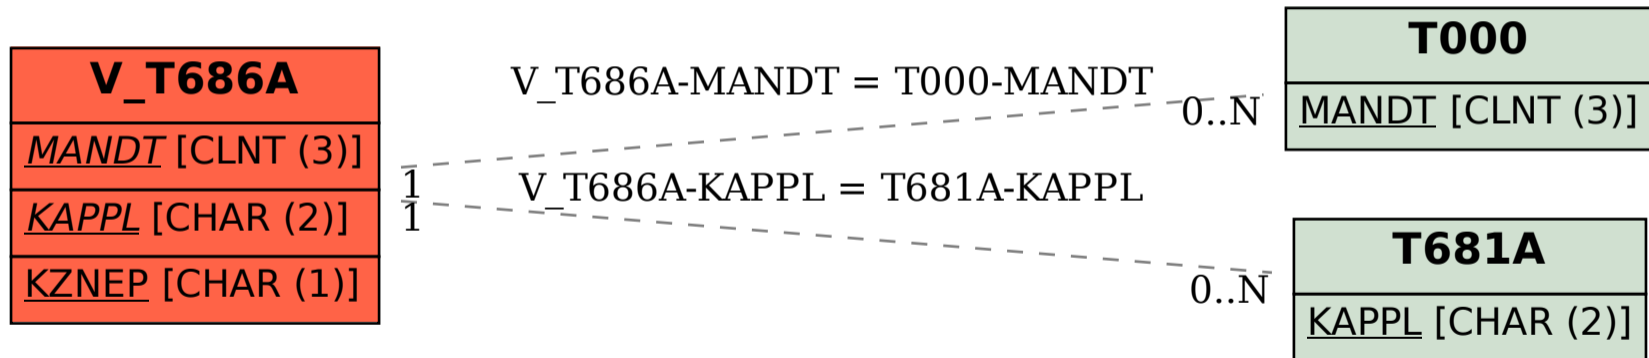 V_T686A
MANDT [CLNT (3)]
KAPPL [CHAR (2)]
KZNEP [CHAR (1)]
V_T686A-MANDT = T000-MANDT
0..N
1
V_T686A-KAPPL = T681A-KAPPL
1
0..N
T000
MANDT [CLNT (3)]
T681A
KAPPL [CHAR (2)]